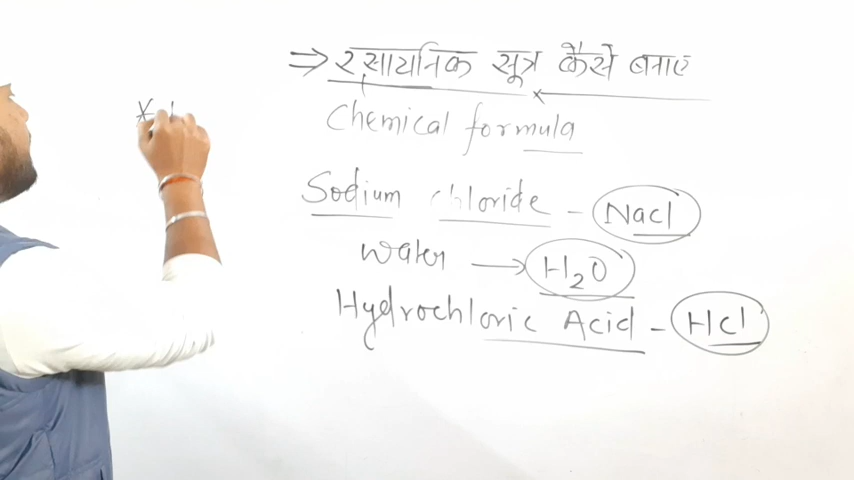 ⇒ रसायनिक सूत्र कैसे बनाएं
Chemical formula
Sodium chloride - Nacl
water → H₂O
Hydrochloric Acid - Hcl